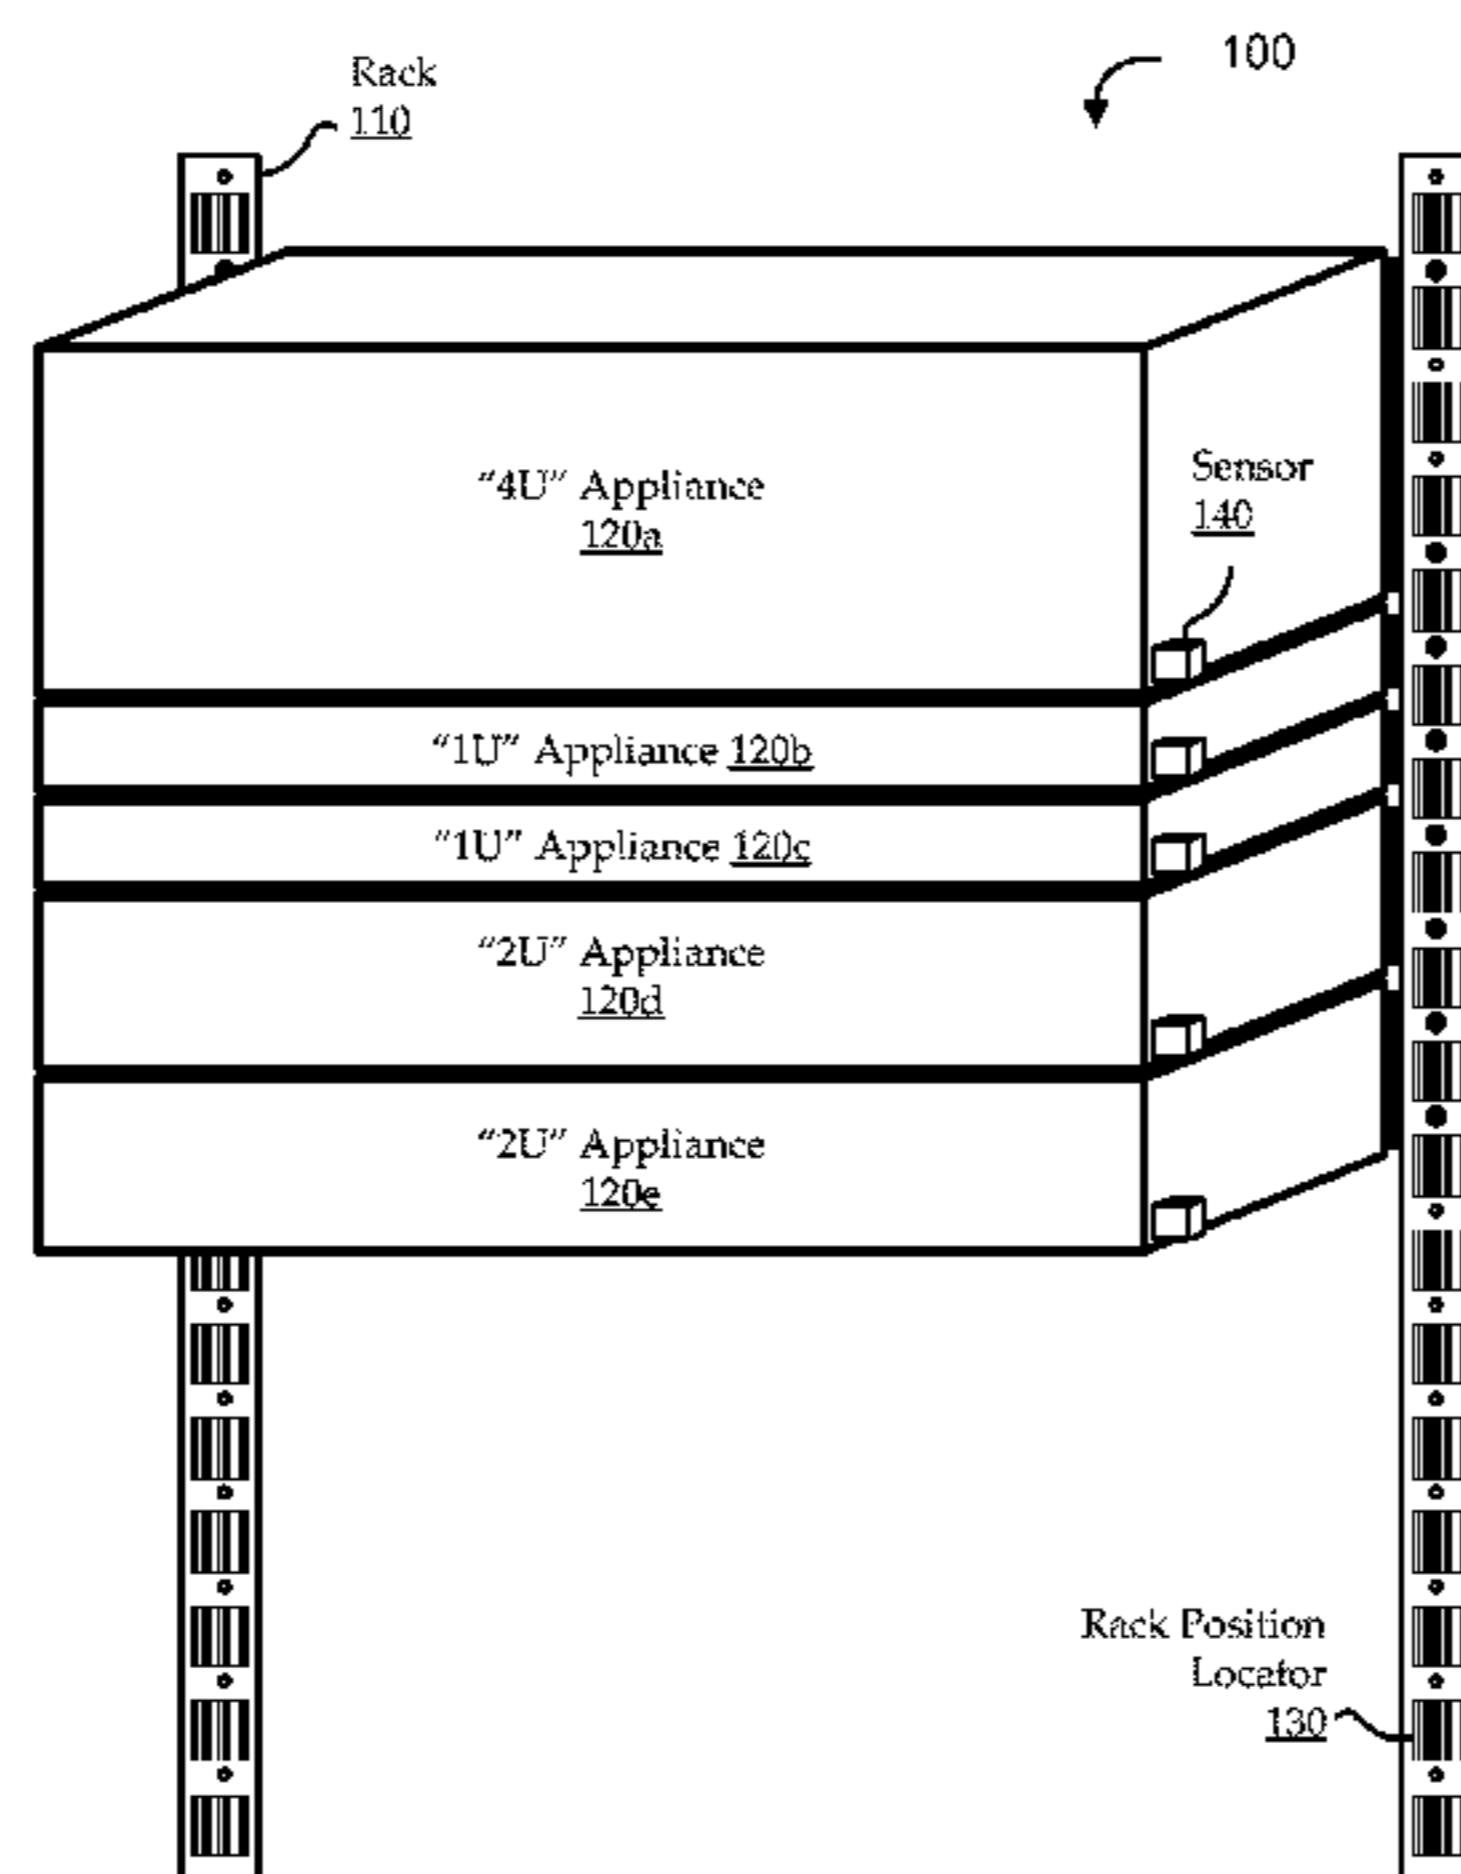 100
Rack
110
"4U" Appliance
120a
Sensor
140
"1U" Appliance 120b
"1U" Appliance 120c
"2U" Appliance
120d
"2U" Appliance
120e
Rack Position
Locator
130